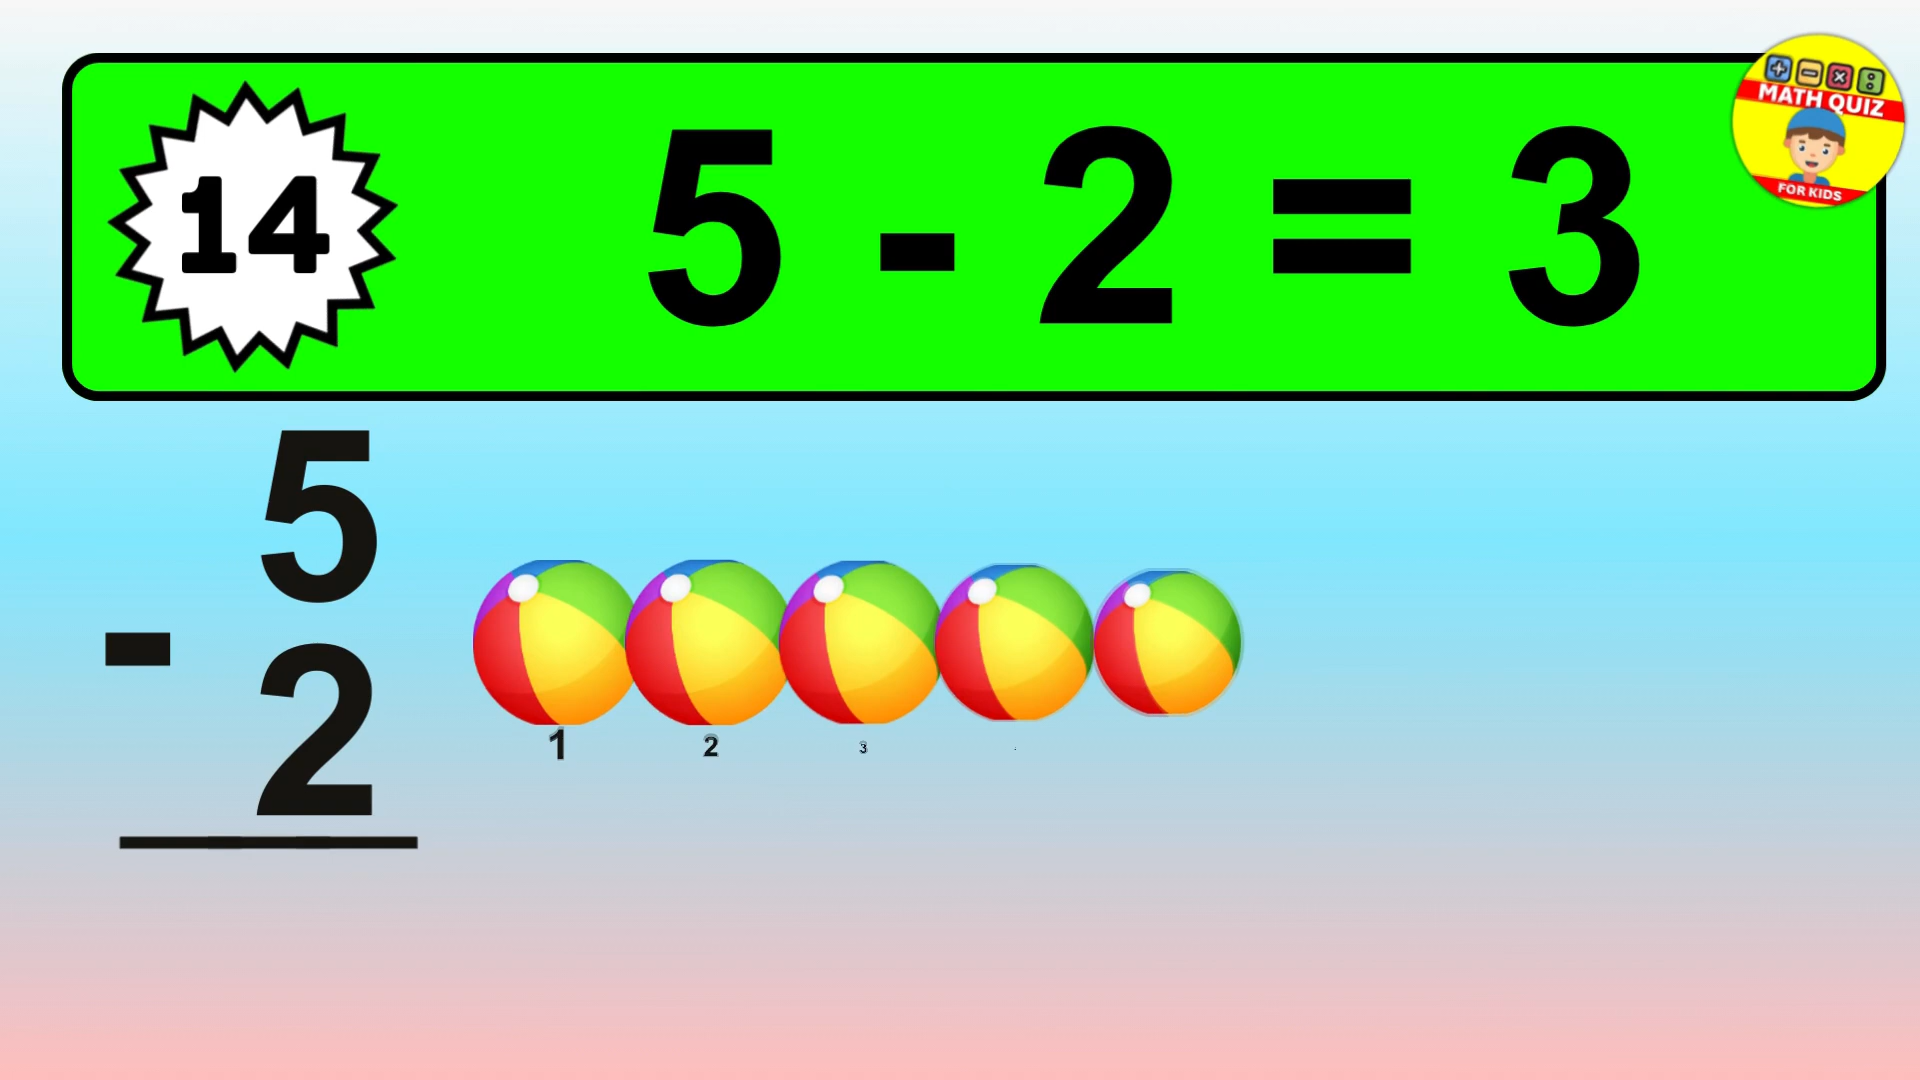 14
5 - 2 = 3
+ - × :
MATH QUIZ
FOR KIDS
5
- 2
1 2 3